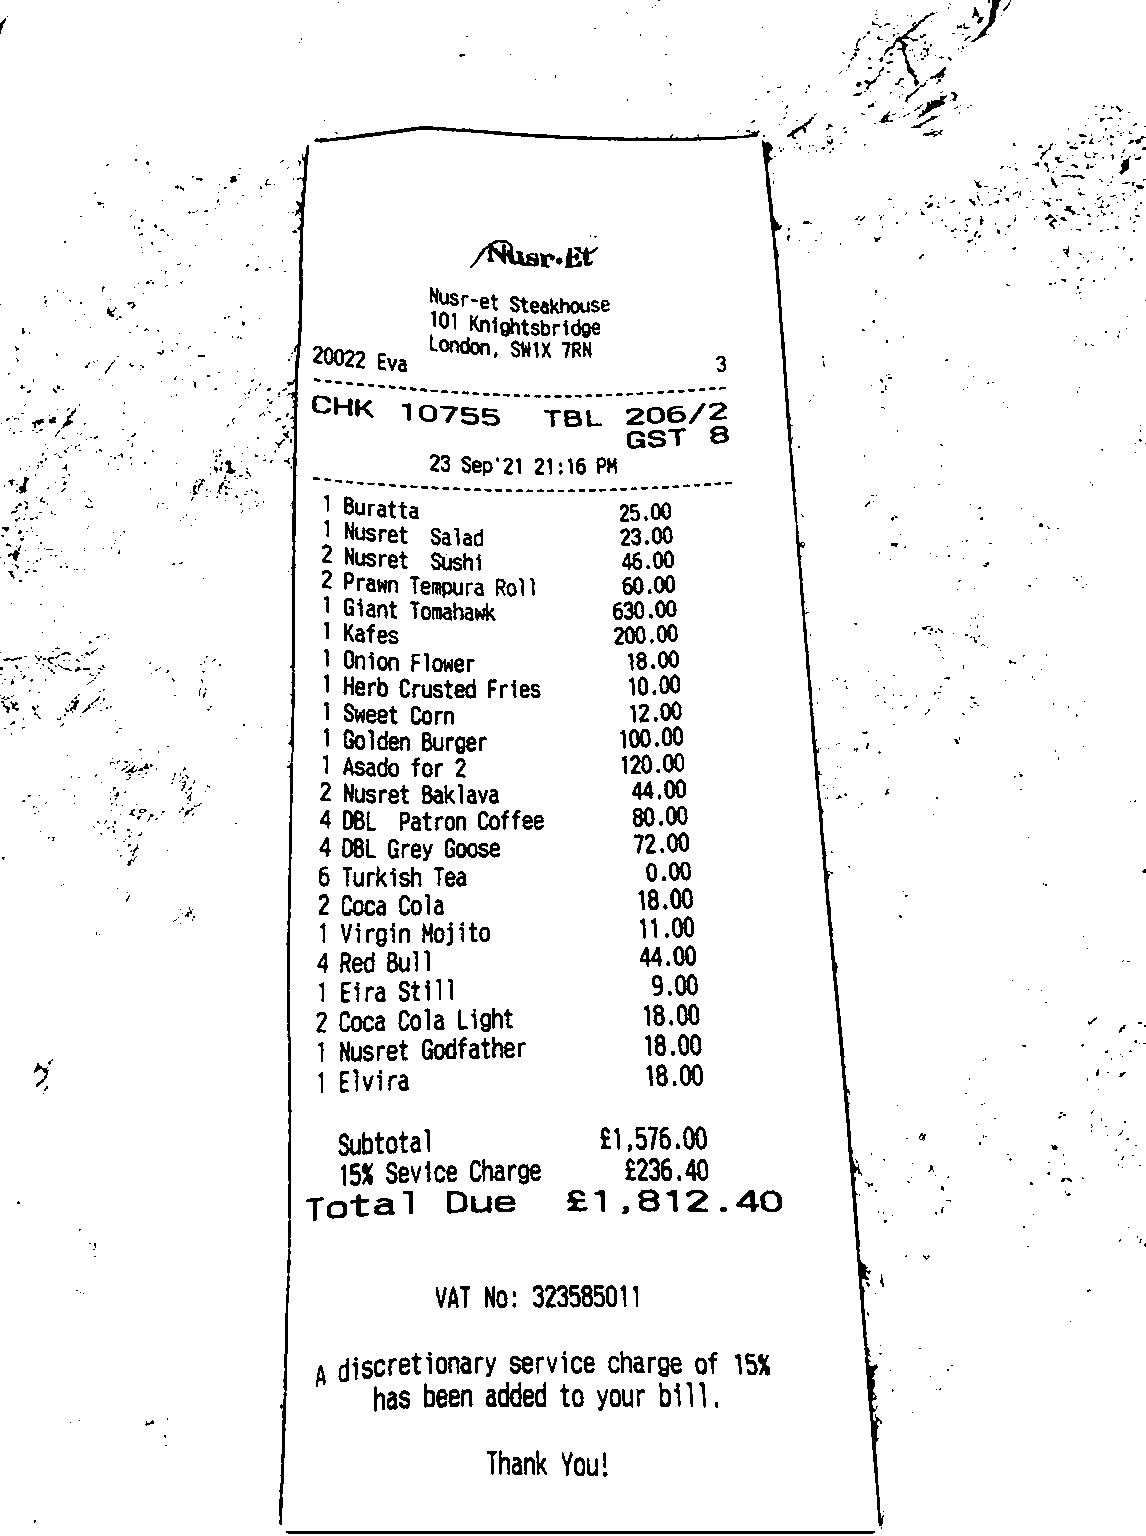 Nusr-Et
Nusr-et Steakhouse
101 Knightsbridge
London, SW1X 7RN
20022 Eva 3
CHK 10755 TBL 206/2
GST 8
23 Sep'21 21:16 PM
1 Buratta 25.00
1 Nusret Salad 23.00
2 Nusret Sushi 46.00
2 Prawn Tempura Roll 60.00
1 Giant Tomahawk 630.00
1 Kafes 200.00
1 Onion Flower 18.00
1 Herb Crusted Fries 10.00
1 Sweet Corn 12.00
1 Golden Burger 100.00
1 Asado for 2 120.00
2 Nusret Baklava 44.00
4 DBL Patron Coffee 80.00
4 DBL Grey Goose 72.00
6 Turkish Tea 0.00
2 Coca Cola 18.00
1 Virgin Mojito 11.00
4 Red Bull 44.00
1 Eira Still 9.00
2 Coca Cola Light 18.00
1 Nusret Godfather 18.00
1 Elvira 18.00
Subtotal £1,576.00
15% Sevice Charge £236.40
Total Due £1,812.40
VAT No: 323585011
A discretionary service charge of 15%
has been added to your bill.
Thank You!